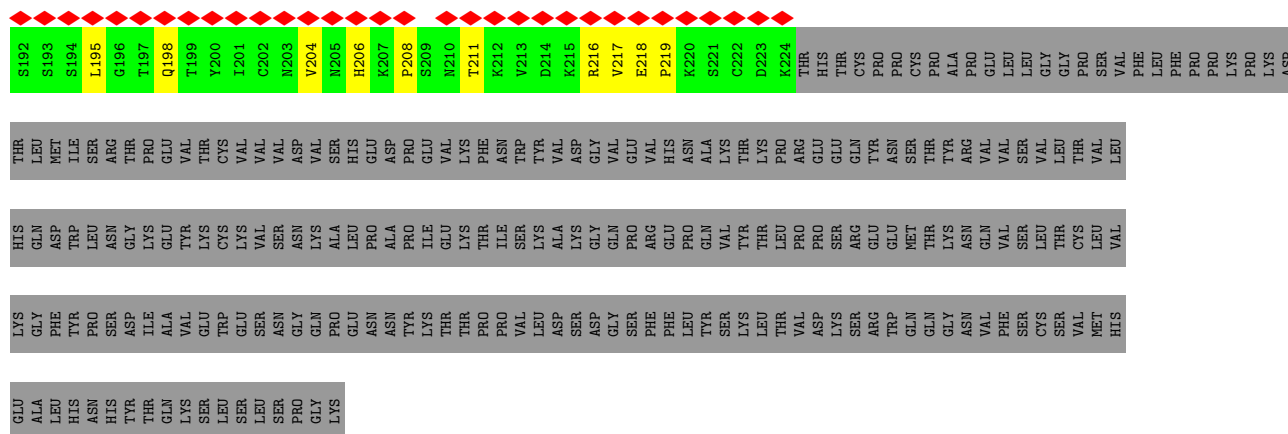 S192 S193 S194 L195 G196 T197 Q198 T199 Y200 I201 C202 N203 V204 N205 H206 K207 P208 S209 N210 T211 K212 V213 D214 K215 R216 V217 E218 P219 K220 S221 C222 D223 K224 THR HIS THR CYS PRO PRO CYS PRO ALA PRO GLU LEU LEU GLY GLY PRO SER VAL PHE LEU PHE PRO PRO LYS PRO LYS ASP
THR LEU MET ILE SER ARG THR PRO GLU VAL THR CYS VAL VAL VAL ASP VAL SER HIS GLU ASP PRO GLU VAL LYS PHE ASN TRP TYR VAL ASP GLY VAL GLU VAL HIS ASN ALA LYS THR LYS PRO ARG GLU GLU GLN TYR ASN SER THR TYR ARG VAL VAL SER VAL LEU THR VAL LEU
HIS GLN ASP TRP LEU ASN GLY LYS GLU TYR LYS CYS LYS VAL SER ASN LYS ALA LEU PRO ALA PRO ILE GLU LYS THR ILE SER LYS ALA LYS GLY GLN PRO ARG GLU PRO GLN VAL TYR THR LEU PRO PRO SER ARG GLU GLU MET THR LYS ASN GLN VAL SER LEU THR CYS LEU VAL
LYS GLY PHE TYR PRO SER ASP ILE ALA VAL GLU TRP GLU SER ASN GLY GLN PRO GLU ASN ASN TYR LYS THR THR PRO PRO VAL LEU ASP SER ASP GLY SER PHE PHE LEU TYR SER LYS LEU THR VAL ASP LYS SER ARG TRP GLN GLN GLY ASN VAL PHE SER CYS SER VAL MET HIS
GLU ALA LEU HIS ASN HIS TYR THR GLN LYS SER LEU SER LEU SER PRO GLY LYS